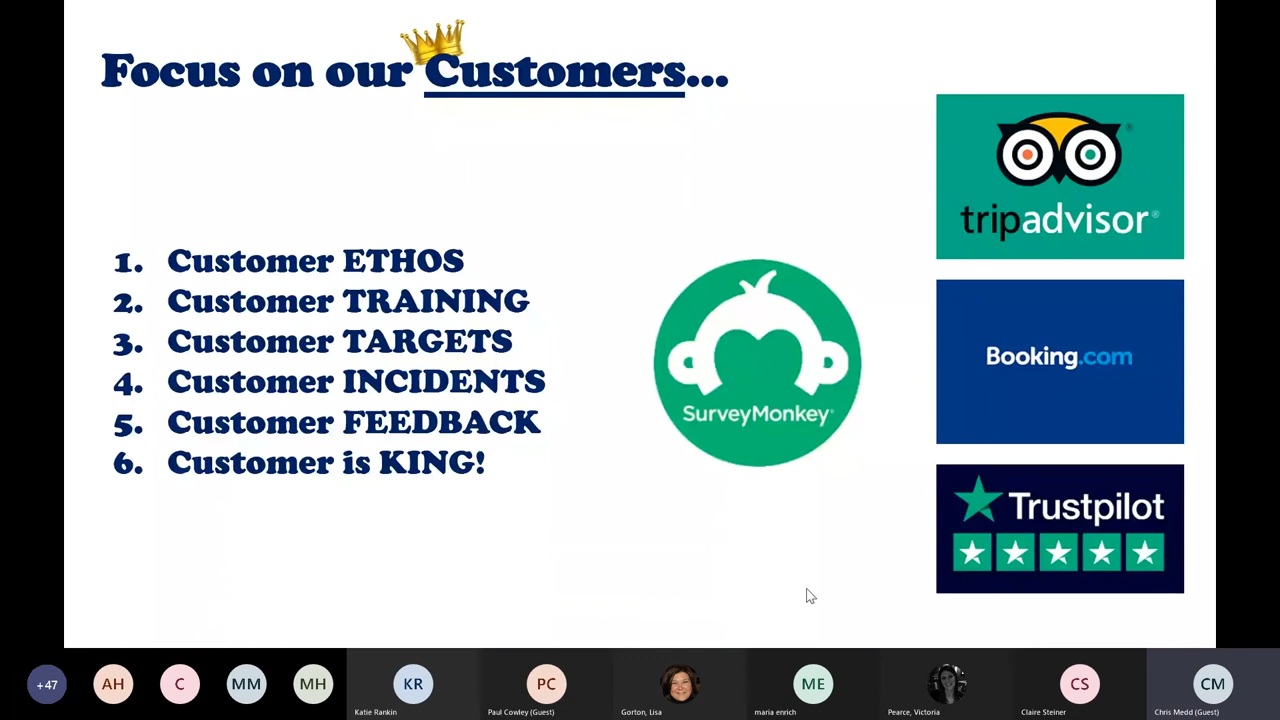 Focus on our Customers...
1. Customer ETHOS
2. Customer TRAINING
3. Customer TARGETS
4. Customer INCIDENTS
5. Customer FEEDBACK
6. Customer is KING!
SurveyMonkey®
tripadvisor®
Booking.com
Trustpilot
+47
AH
C
MM
MH
KR
Katie Rankin
PC
Paul Cowley (Guest)
Gorton, Lisa
ME
maria enrich
Pearce, Victoria
CS
Claire Steiner
CM
Chris Medd (Guest)